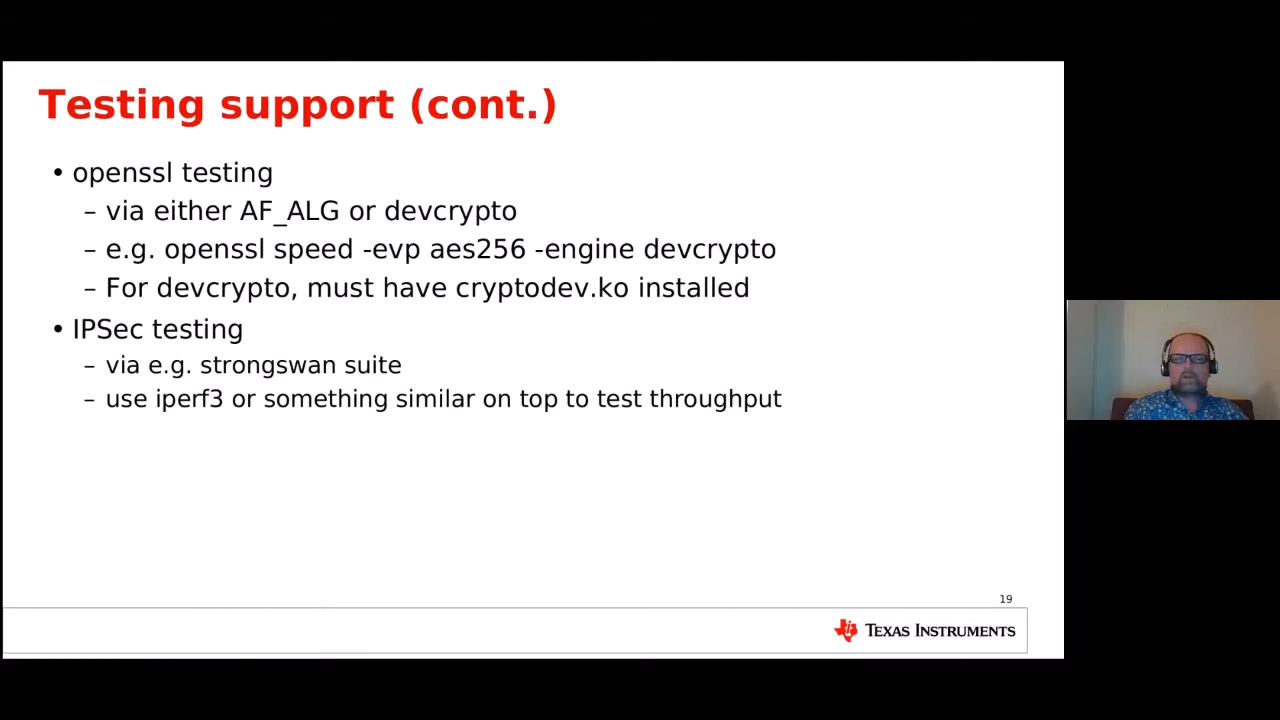 Testing support (cont.)
• openssl testing
– via either AF_ALG or devcrypto
– e.g. openssl speed -evp aes256 -engine devcrypto
– For devcrypto, must have cryptodev.ko installed
• IPSec testing
– via e.g. strongswan suite
– use iperf3 or something similar on top to test throughput
19
TEXAS INSTRUMENTS